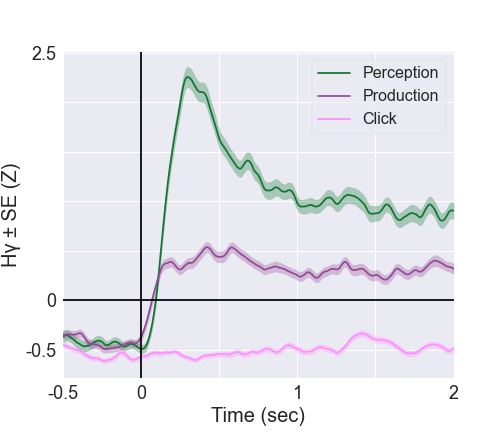 2.5
Perception
Production
Click
Hγ ± SE (Z)
0
-0.5
-0.5
0
1
2
Time (sec)